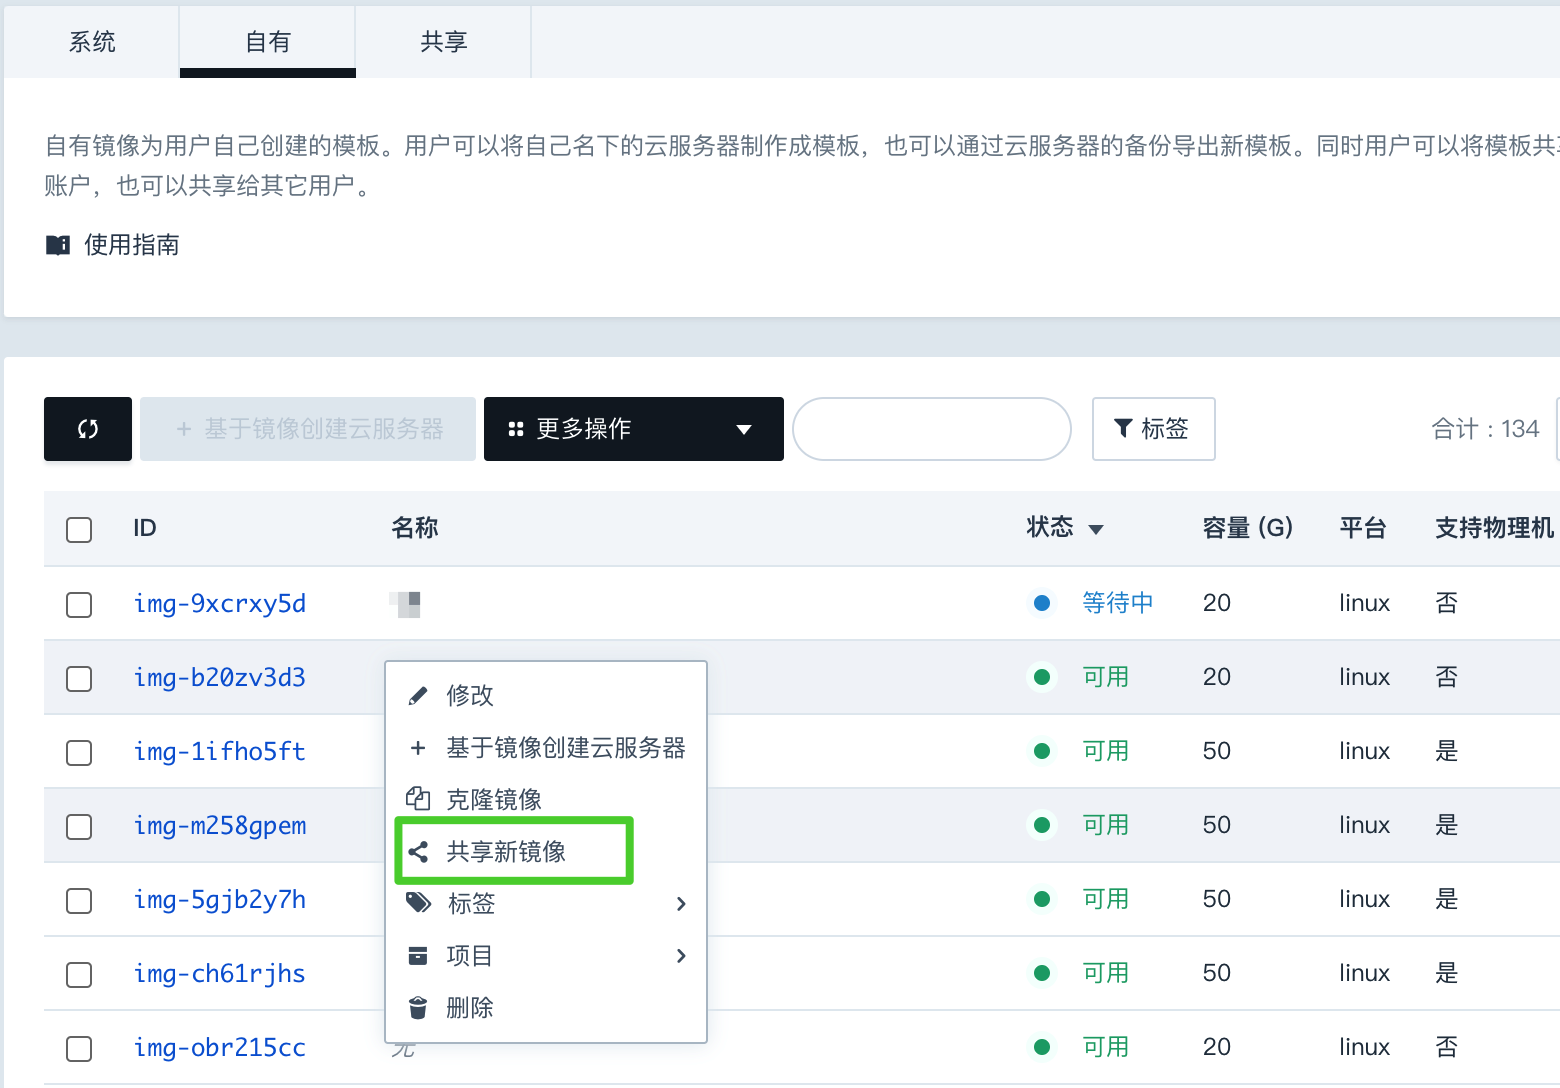 系统
自有
共享
自有镜像为用户自己创建的模板。用户可以将自己名下的云服务器制作成模板，也可以通过云服务器的备份导出新模板。同时用户可以将模板共
账户，也可以共享给其它用户。
使用指南
+ 基于镜像创建云服务器
更多操作
标签
合计：134
ID 名称 状态 容量 (G) 平台 支持物理机
img-9xcrxy5d 等待中 20 linux 否
img-b20zv3d3 可用 20 linux 否
img-1ifho5ft 可用 50 linux 是
img-m258gpem 可用 50 linux 是
img-5gjb2y7h 可用 50 linux 是
img-ch61rjhs 可用 50 linux 是
img-obr215cc 无 可用 20 linux 否
修改
+ 基于镜像创建云服务器
克隆镜像
共享新镜像
标签
项目
删除